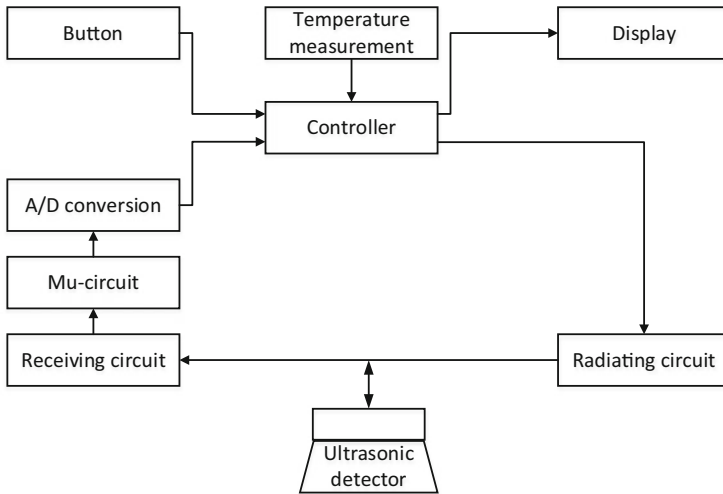 Button
Temperature
measurement
Display
Controller
A/D conversion
Mu-circuit
Receiving circuit
Radiating circuit
Ultrasonic
detector